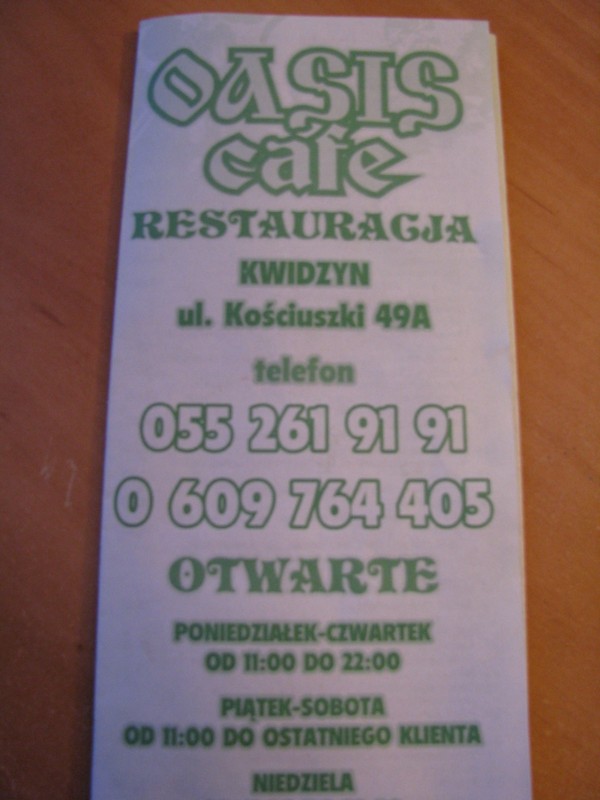 OASIS
cafe
RESTAURACJA
KWIDZYN
ul. Kościuszki 49A
telefon
055 261 91 91
0 609 764 405
OTWARTE
PONIEDZIAŁEK-CZWARTEK
OD 11:00 DO 22:00
PIĄTEK-SOBOTA
OD 11:00 DO OSTATNIEGO KLIENTA
NIEDZIELA